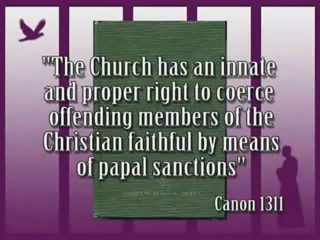 "The Church has an innate
and proper right to coerce
offending members of the
Christian faithful by means
of papal sanctions"
Canon 1311